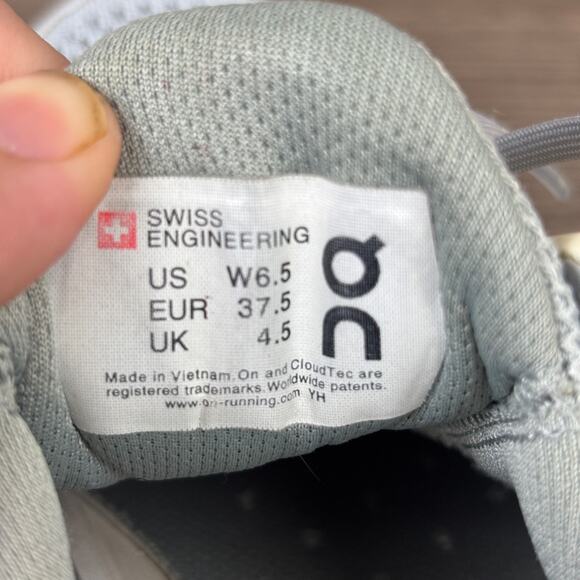 SWISS
ENGINEERING
US W6.5
EUR 37.5
UK 4.5
Made in Vietnam. On and CloudTec are
registered trademarks. Worldwide patents.
www.on-running.com YH
On